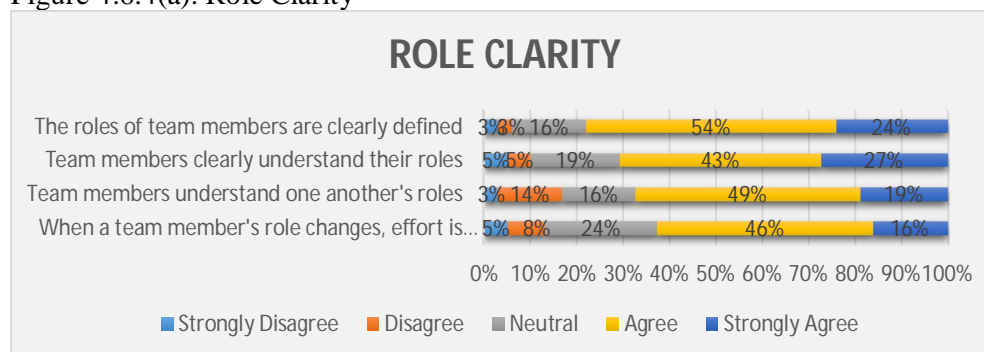 Figure 4.8.4(a): Role Clarity
ROLE CLARITY
The roles of team members are clearly defined 3% 3% 16% 54% 24%
Team members clearly understand their roles 5% 5% 19% 43% 27%
Team members understand one another's roles 3% 14% 16% 49% 19%
When a team member's role changes, effort is... 5% 8% 24% 46% 16%
0% 10% 20% 30% 40% 50% 60% 70% 80% 90% 100%
Strongly Disagree Disagree Neutral Agree Strongly Agree